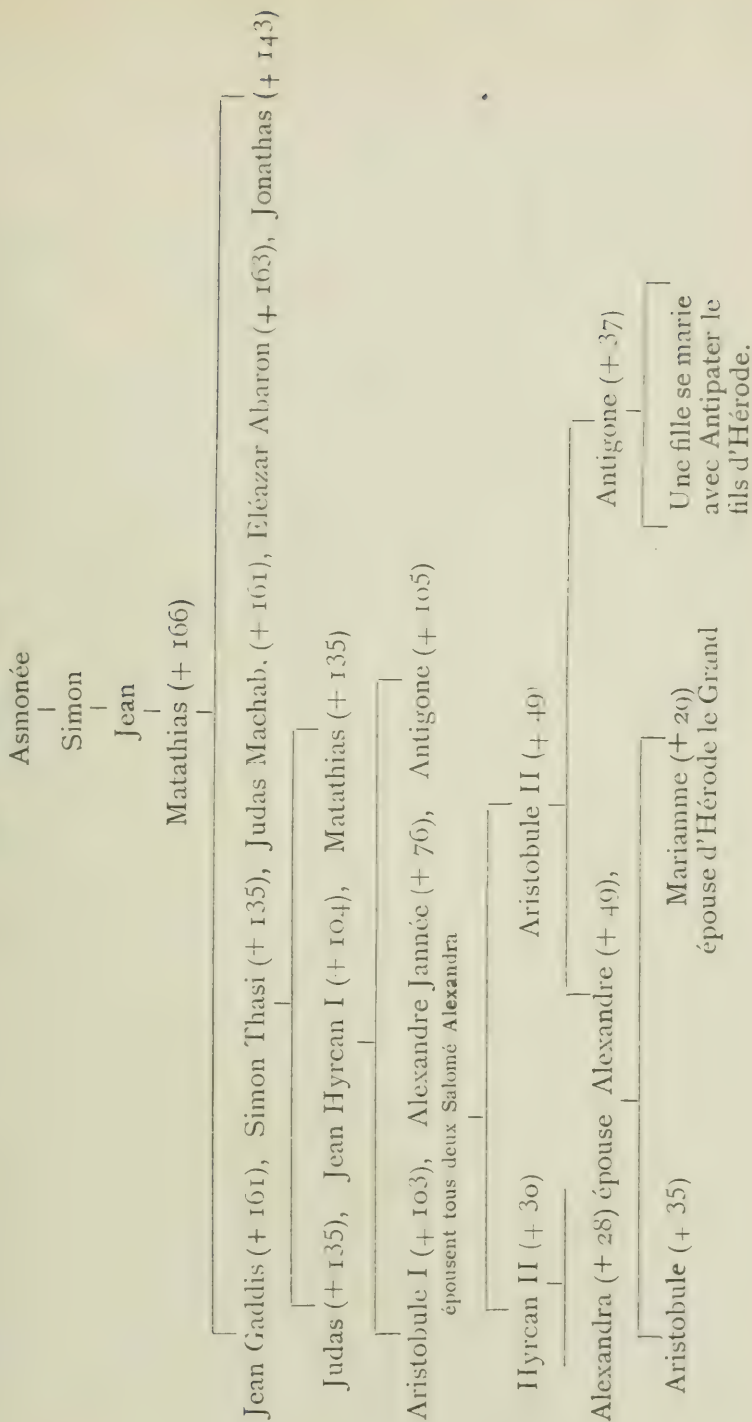 Asmonée
Simon
Jean
Matathias (+ 166)
Jean Gaddis (+ 161), Simon Thasi (+ 135), Judas Machab. (+ 161), Eléazar Abaron (+ 163), Jonathas (+ 143)
Judas (+ 135), Jean Hyrcan I (+ 104), Matathias (+ 135)
Aristobule I (+ 103), Alexandre Jannée (+ 76), Antigone (+ 105)
épousent tous deux Salomé Alexandra
Hyrcan II (+ 30) Aristobule II (+ 49)
Alexandra (+ 28) épouse Alexandre (+ 49), Antigone (+ 37)
Aristobule (+ 35) Mariamme (+ 29) Une fille se marie
épouse d'Hérode le Grand avec Antipater le
fils d'Hérode.